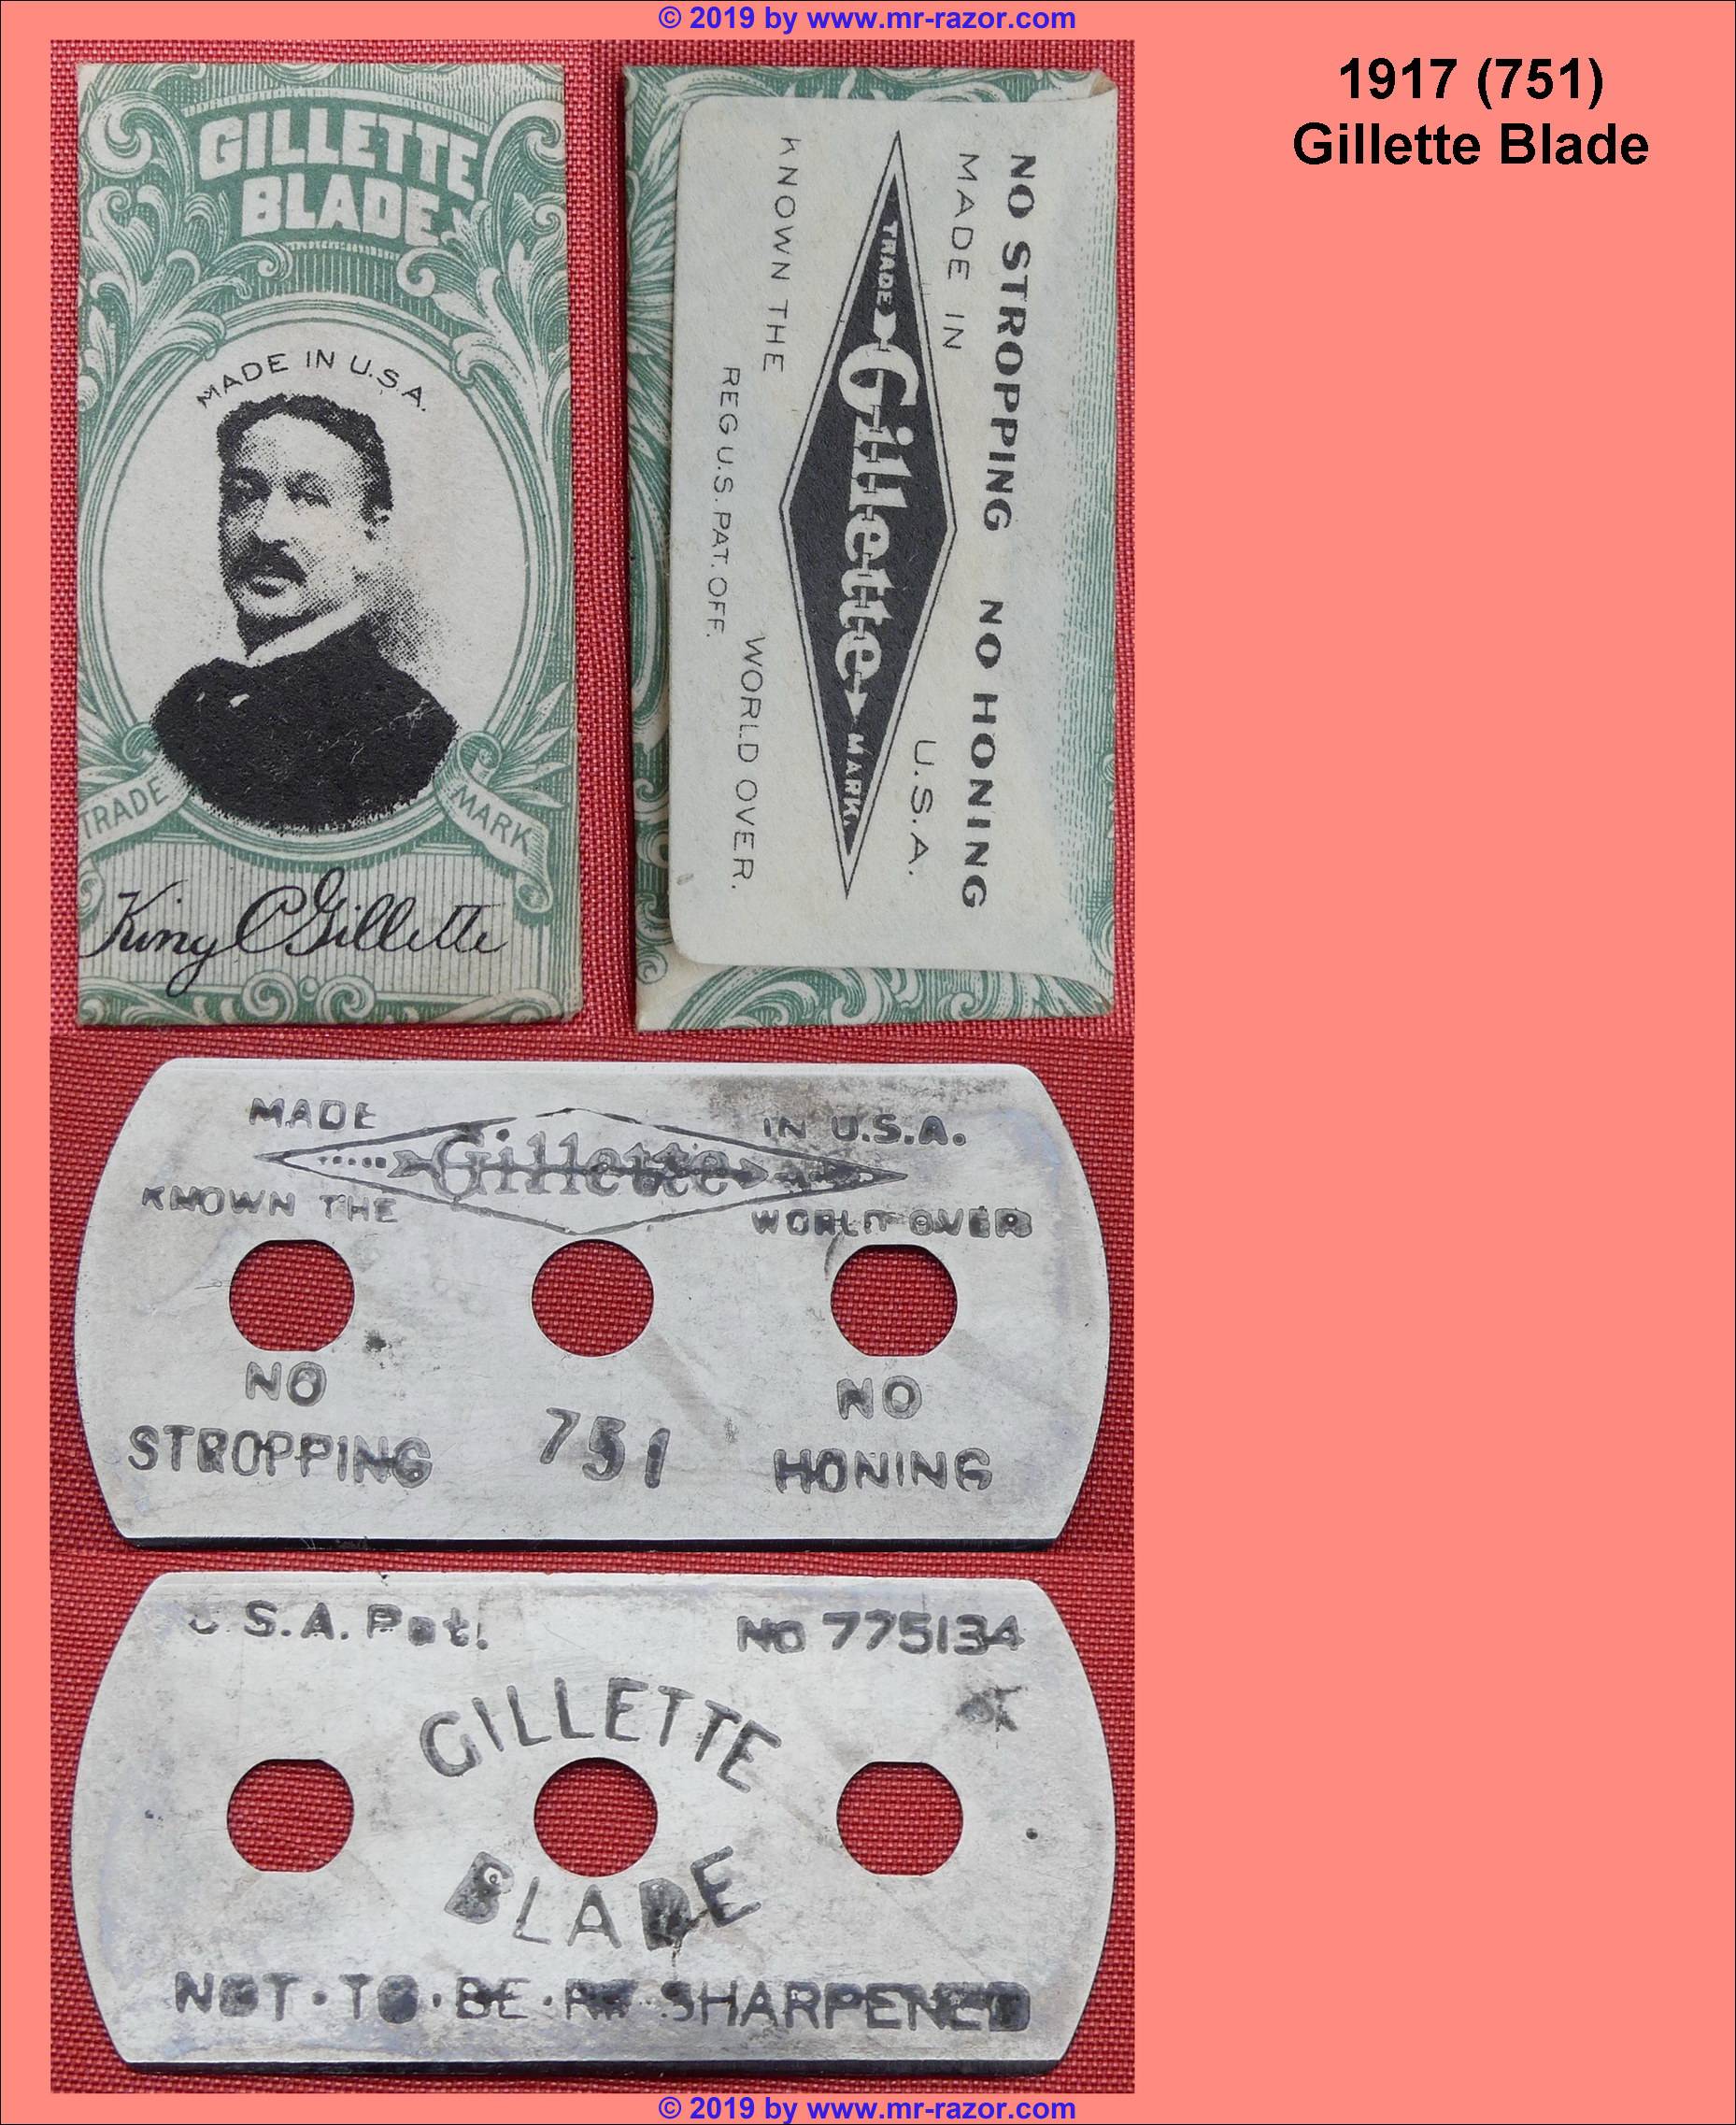 © 2019 by www.mr-razor.com
1917 (751)
Gillette Blade
GILLETTE
BLADE
MADE IN U.S.A.
TRADE MARK
King C Gillette
NO STROPPING NO HONING
MADE IN U.S.A.
TRADE Gillette MARK
KNOWN THE WORLD OVER.
REG U.S. PAT. OFF.
MADE IN U.S.A.
Gillette
KNOWN THE WORLD OVER
NO NO
STROPPING 751 HONING
U.S.A. Pat. No 775134
GILLETTE
BLADE
NOT·TO·BE·RE SHARPENED
© 2019 by www.mr-razor.com